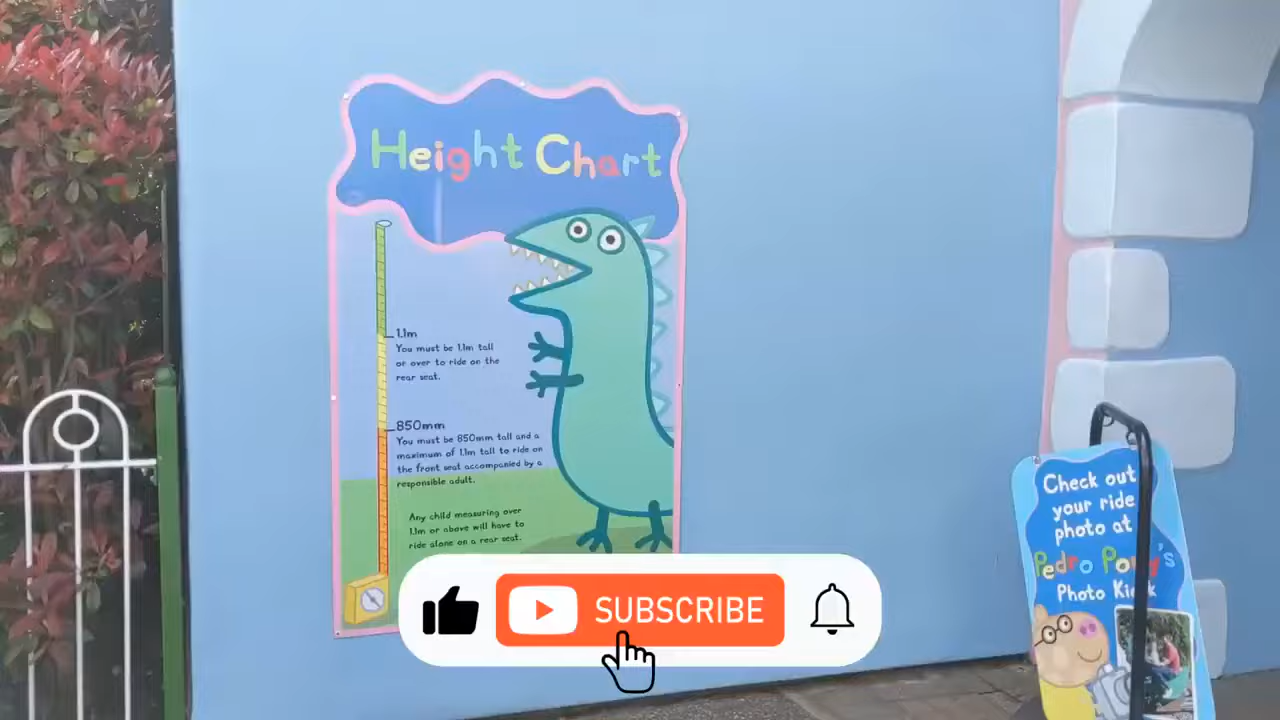 Height Chart
1.1m
You must be 1.1m tall
or over to ride on the
rear seat.
850mm
You must be 850mm tall and a
maximum of 1.1m tall to ride on
the front seat accompanied by a
responsible adult.
Any child measuring over
1.1m or above will have to
ride alone on a rear seat.
SUBSCRIBE
Check out
your ride
photo at
Pedro Pony's
Photo Kiosk